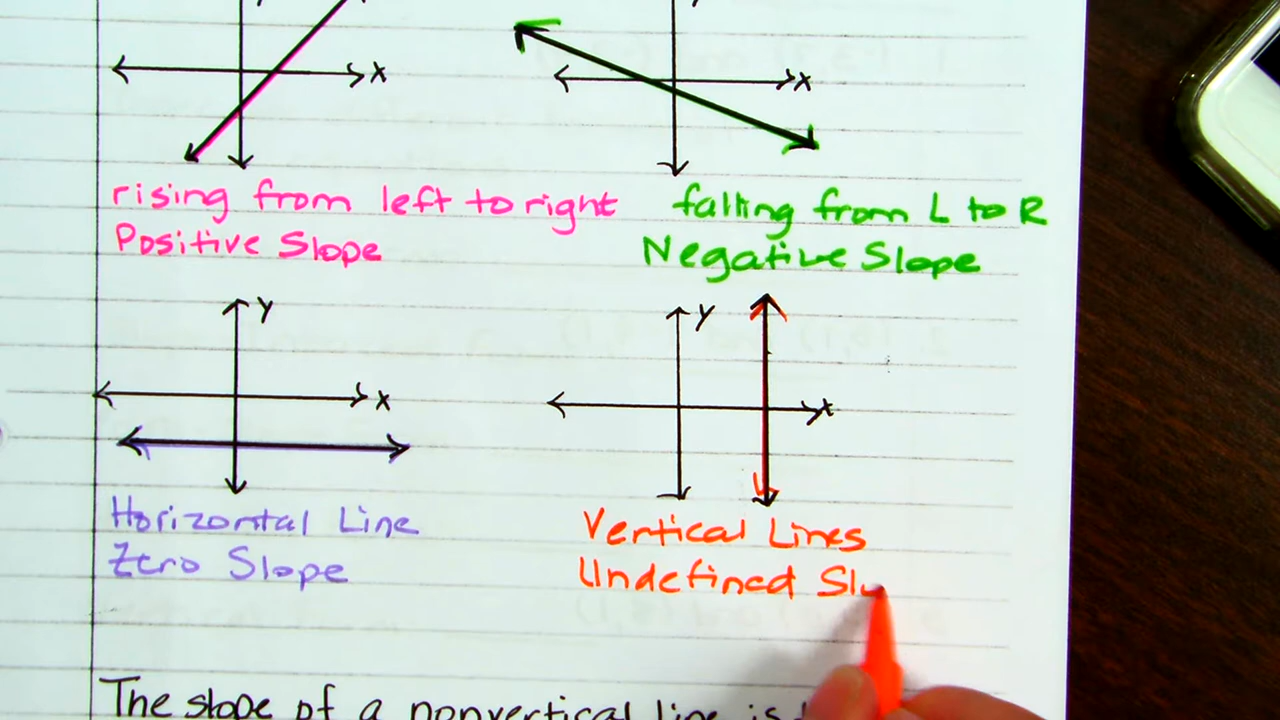 x
x
rising from left to right
Positive Slope
falling from L to R
Negative Slope
y
x
y
x
Horizontal Line
Zero Slope
Vertical Lines
Undefined Slo
The slope of a nonvertical line is